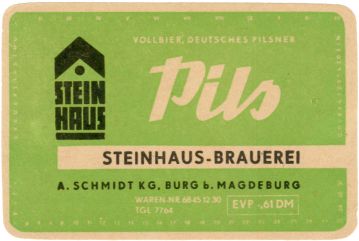 VOLLBIER, DEUTSCHES PILSNER
STEIN
HAUS
Pils
STEINHAUS-BRAUEREI
A. SCHMIDT KG, BURG b. MAGDEBURG
WAREN-NR. 68 45 12 30
TGL 7764
EVP -,61 DM